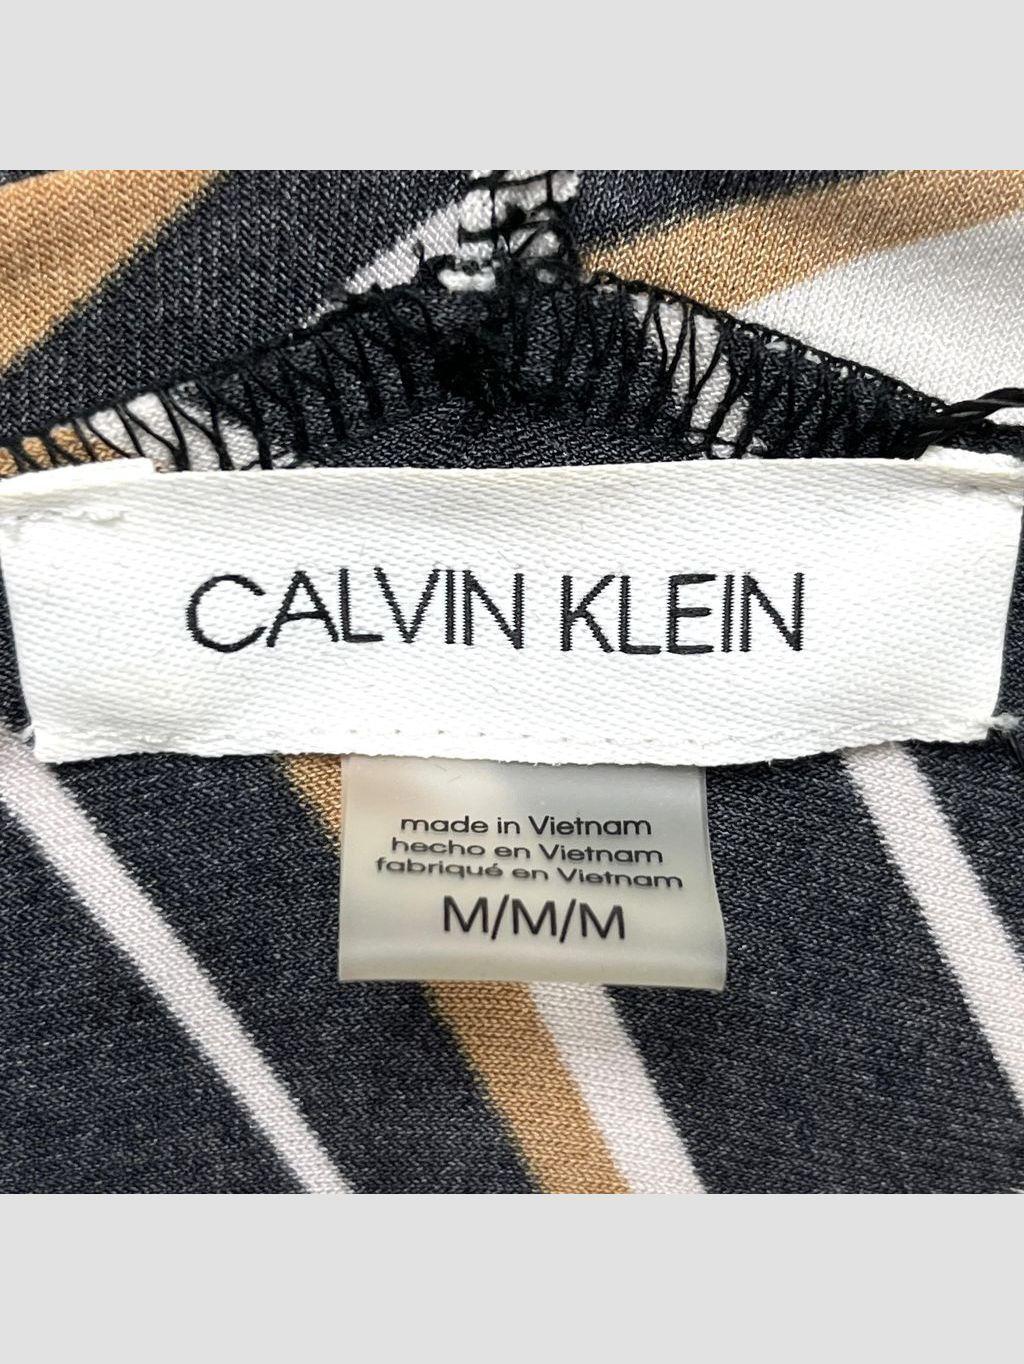 CALVIN KLEIN
made in Vietnam
hecho en Vietnam
fabriqué en Vietnam
M/M/M